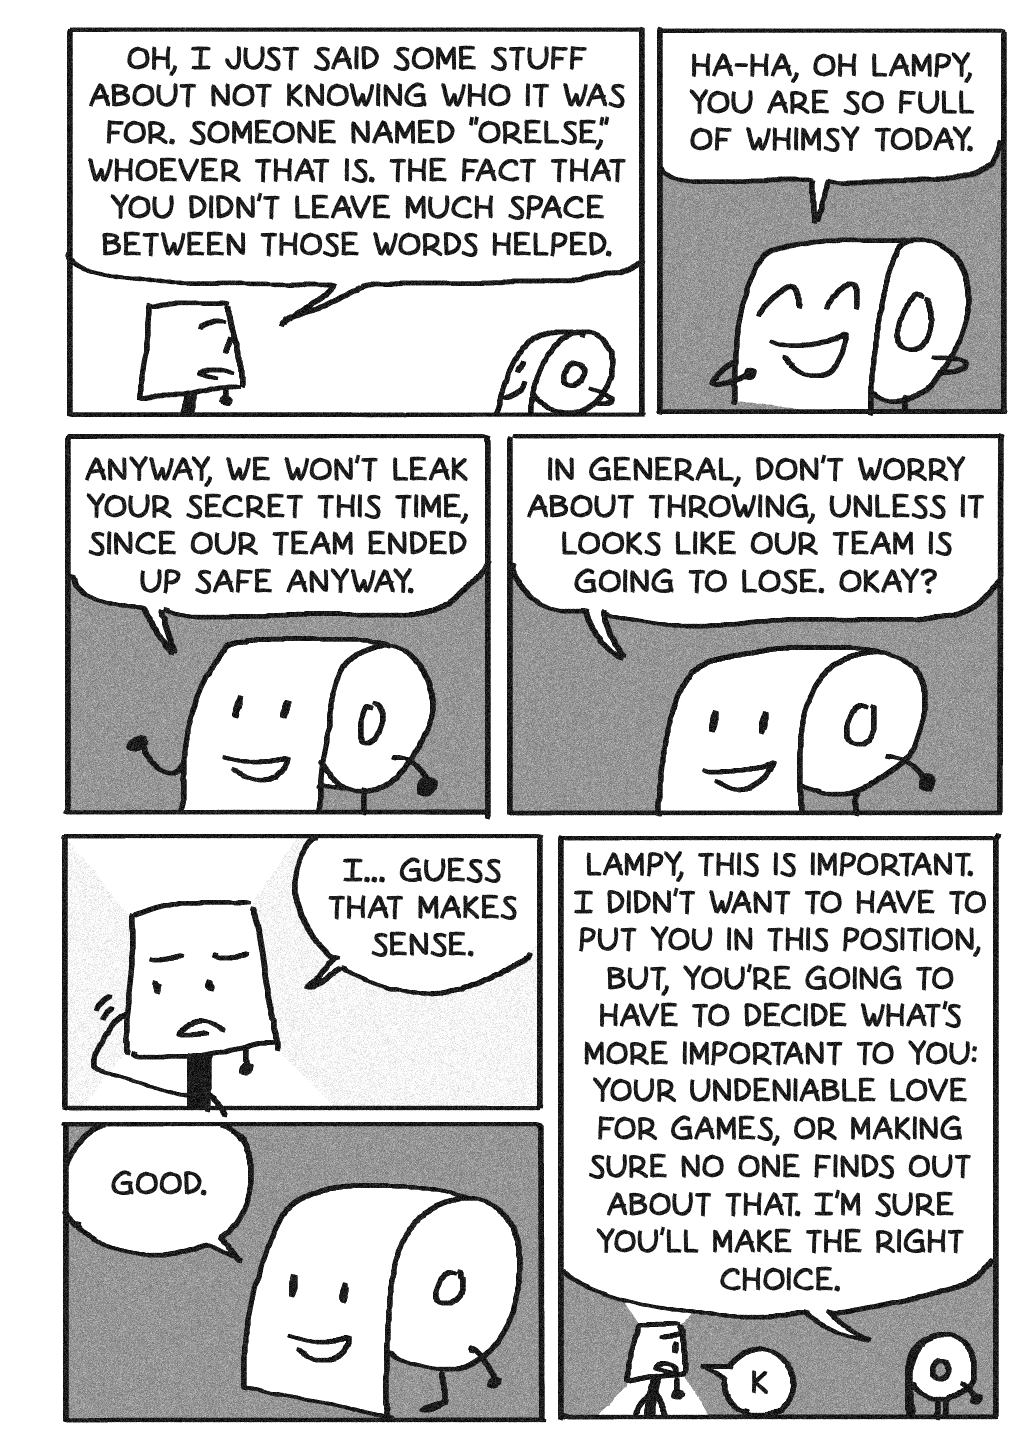 OH, I JUST SAID SOME STUFF
ABOUT NOT KNOWING WHO IT WAS
FOR. SOMEONE NAMED "ORELSE,"
WHOEVER THAT IS. THE FACT THAT
YOU DIDN'T LEAVE MUCH SPACE
BETWEEN THOSE WORDS HELPED.
HA-HA, OH LAMPY,
YOU ARE SO FULL
OF WHIMSY TODAY.
ANYWAY, WE WON'T LEAK
YOUR SECRET THIS TIME,
SINCE OUR TEAM ENDED
UP SAFE ANYWAY.
IN GENERAL, DON'T WORRY
ABOUT THROWING, UNLESS IT
LOOKS LIKE OUR TEAM IS
GOING TO LOSE. OKAY?
I... GUESS
THAT MAKES
SENSE.
GOOD.
LAMPY, THIS IS IMPORTANT.
I DIDN'T WANT TO HAVE TO
PUT YOU IN THIS POSITION,
BUT, YOU'RE GOING TO
HAVE TO DECIDE WHAT'S
MORE IMPORTANT TO YOU:
YOUR UNDENIABLE LOVE
FOR GAMES, OR MAKING
SURE NO ONE FINDS OUT
ABOUT THAT. I'M SURE
YOU'LL MAKE THE RIGHT
CHOICE.
K